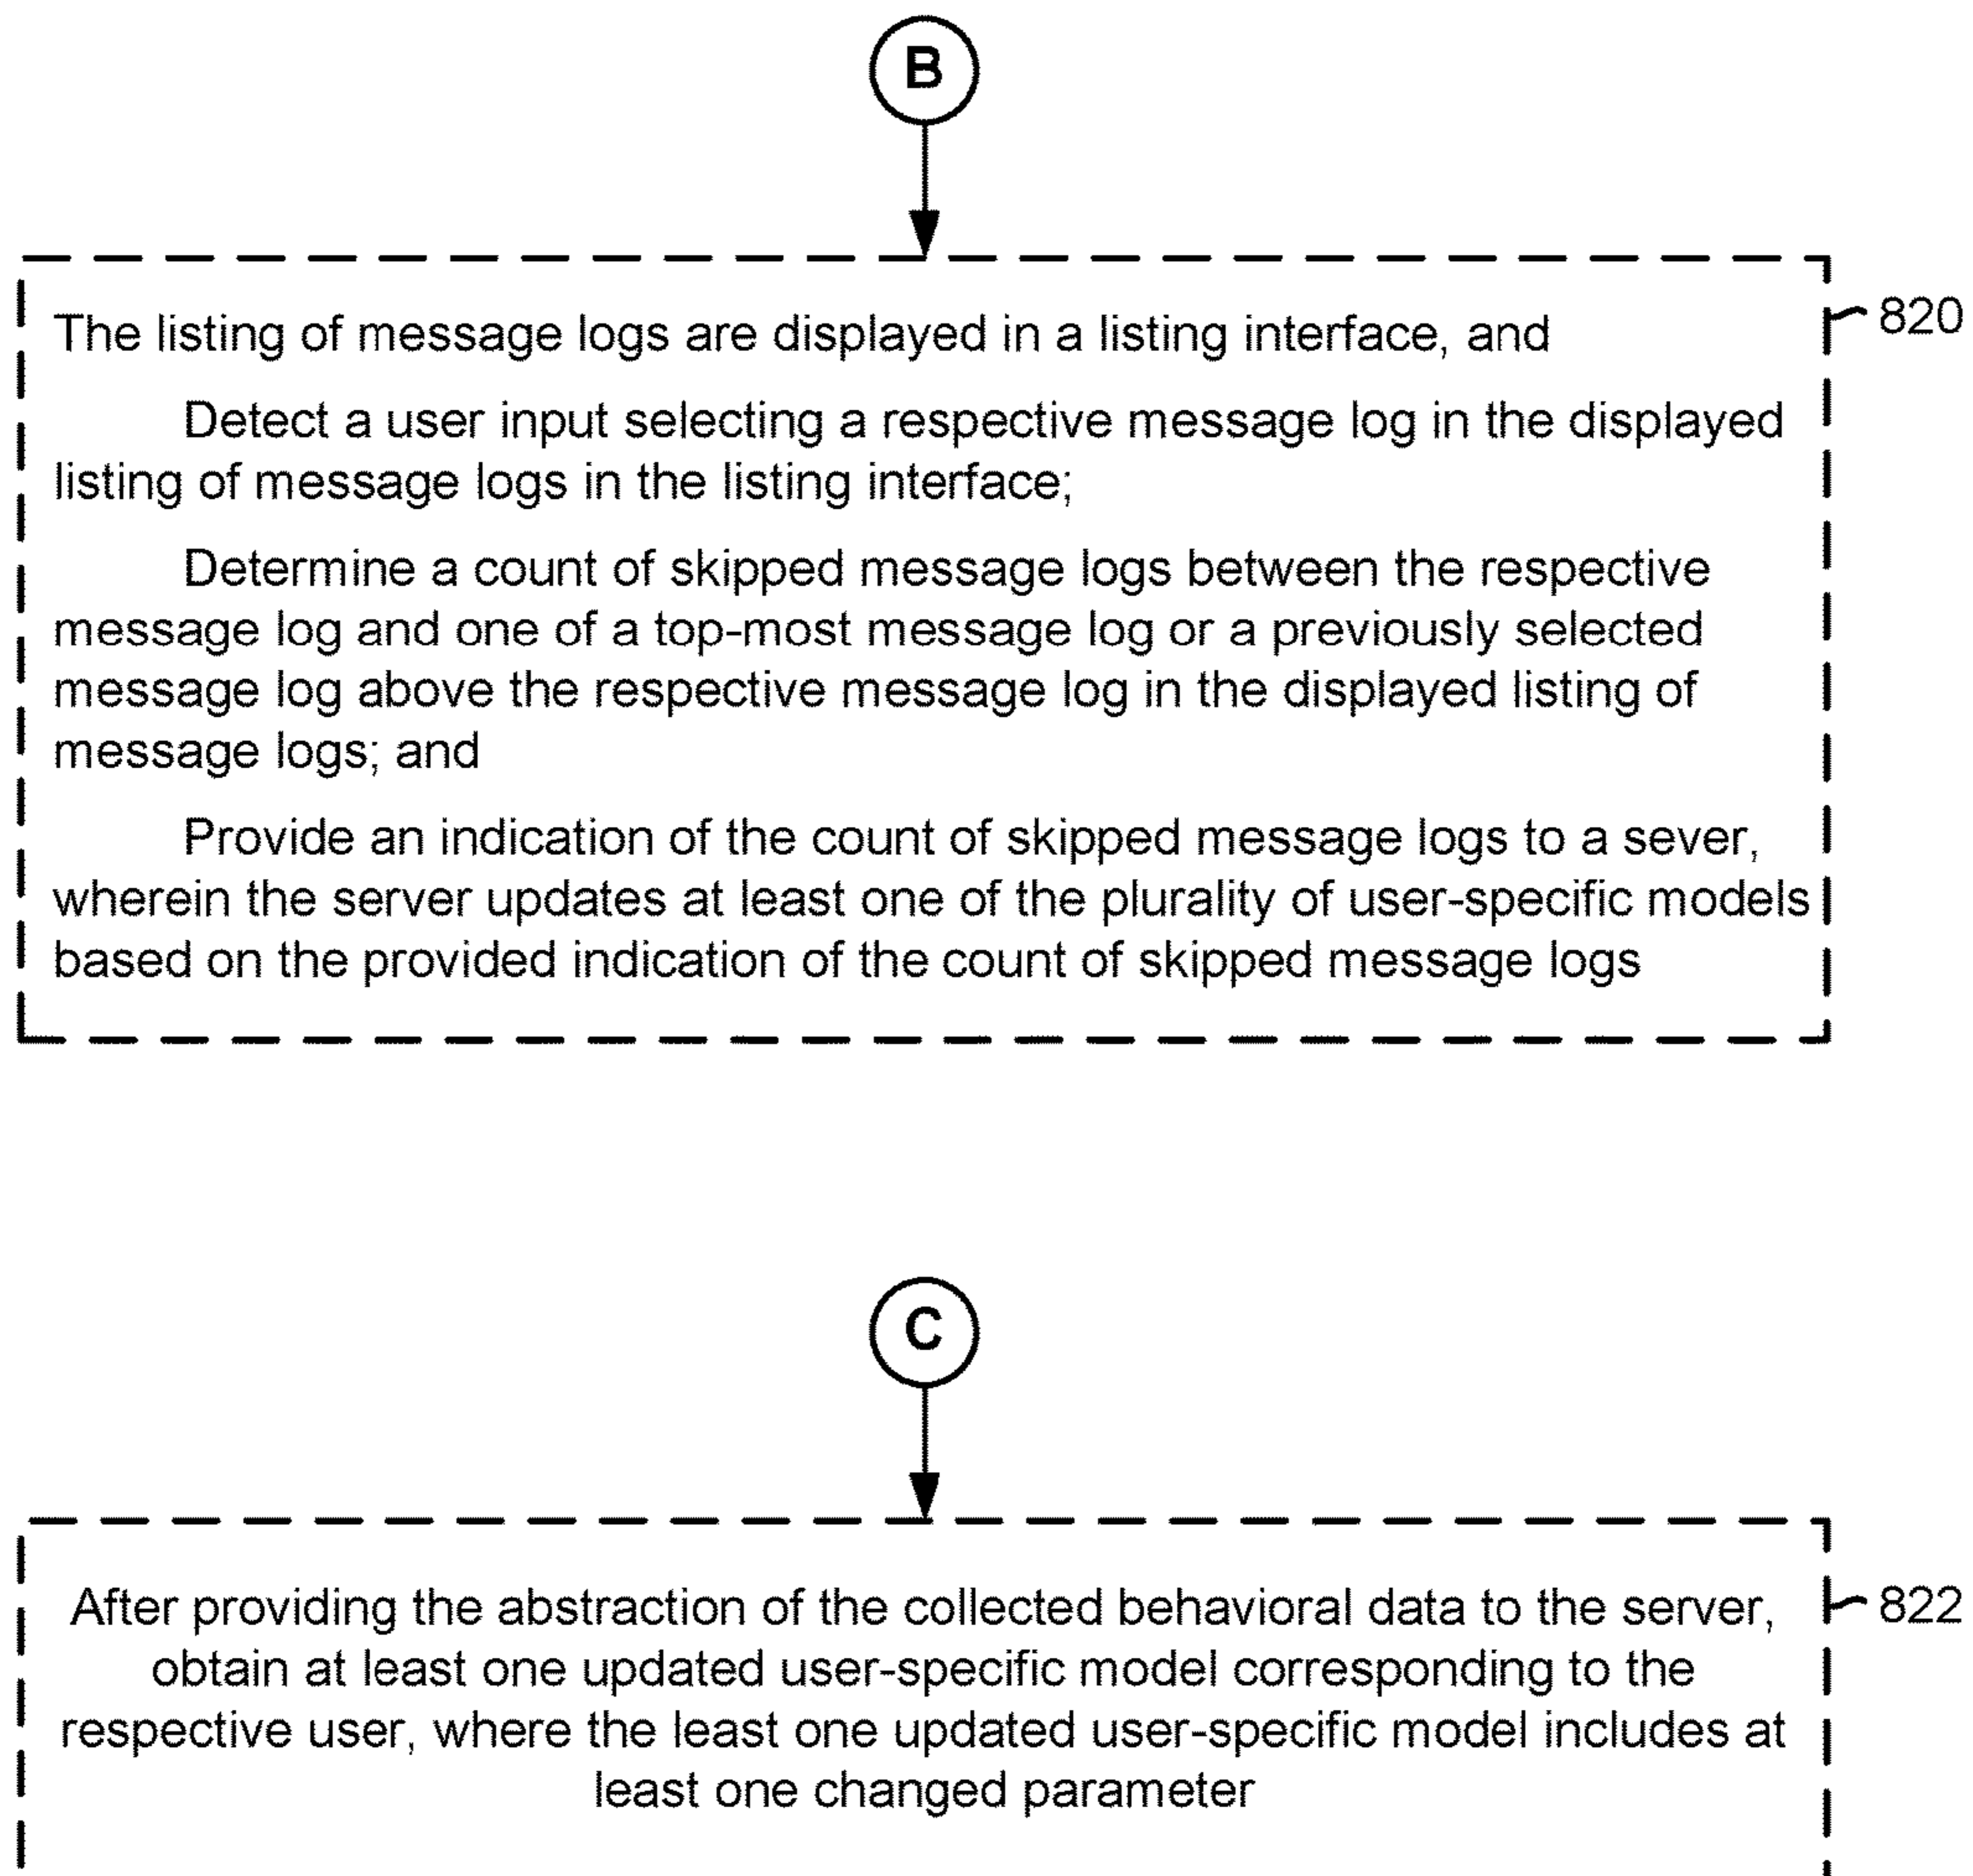 B
820
The listing of message logs are displayed in a listing interface, and
Detect a user input selecting a respective message log in the displayed
listing of message logs in the listing interface;
Determine a count of skipped message logs between the respective
message log and one of a top-most message log or a previously selected
message log above the respective message log in the displayed listing of
message logs; and
Provide an indication of the count of skipped message logs to a sever,
wherein the server updates at least one of the plurality of user-specific models
based on the provided indication of the count of skipped message logs
C
822
After providing the abstraction of the collected behavioral data to the server,
obtain at least one updated user-specific model corresponding to the
respective user, where the least one updated user-specific model includes at
least one changed parameter